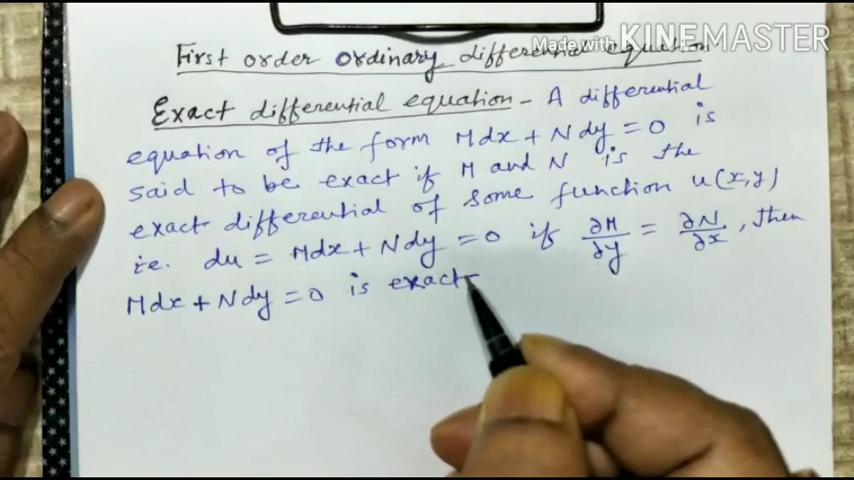 Made with KINEMASTER
First order ordinary differential equation
Exact differential equation - A differential
equation of the form Mdx + Ndy = 0 is
said to be exact if M and N is the
exact differential of some function u(x,y)
i.e. du = Mdx + Ndy = 0 if ∂M/∂y = ∂N/∂x, then
Mdx + Ndy = 0 is exact